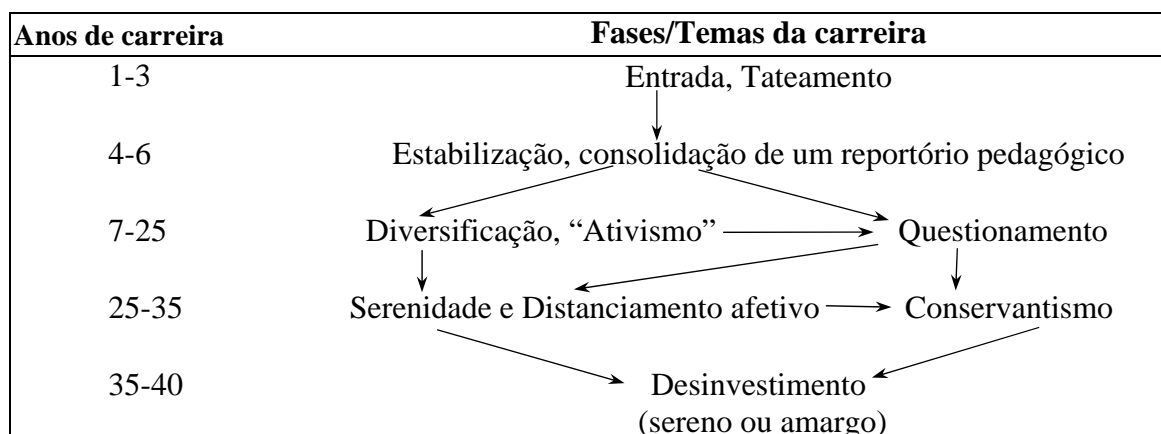 Anos de carreira Fases/Temas da carreira
1-3 Entrada, Tateamento
4-6 Estabilização, consolidação de um reportório pedagógico
7-25 Diversificação, “Ativismo” Questionamento
25-35 Serenidade e Distanciamento afetivo Conservantismo
35-40 Desinvestimento
(sereno ou amargo)